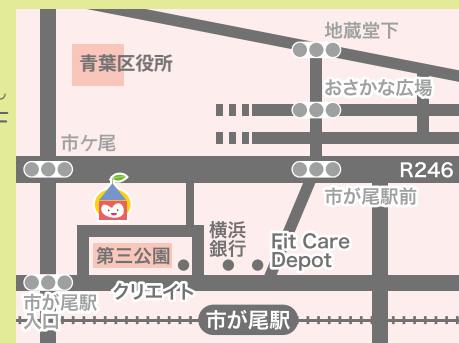 地蔵堂下
青葉区役所
おさかな広場
市ケ尾
R246
市が尾駅前
横浜
銀行
Fit Care
Depot
第三公園
クリエイト
市が尾駅
入口
市が尾駅